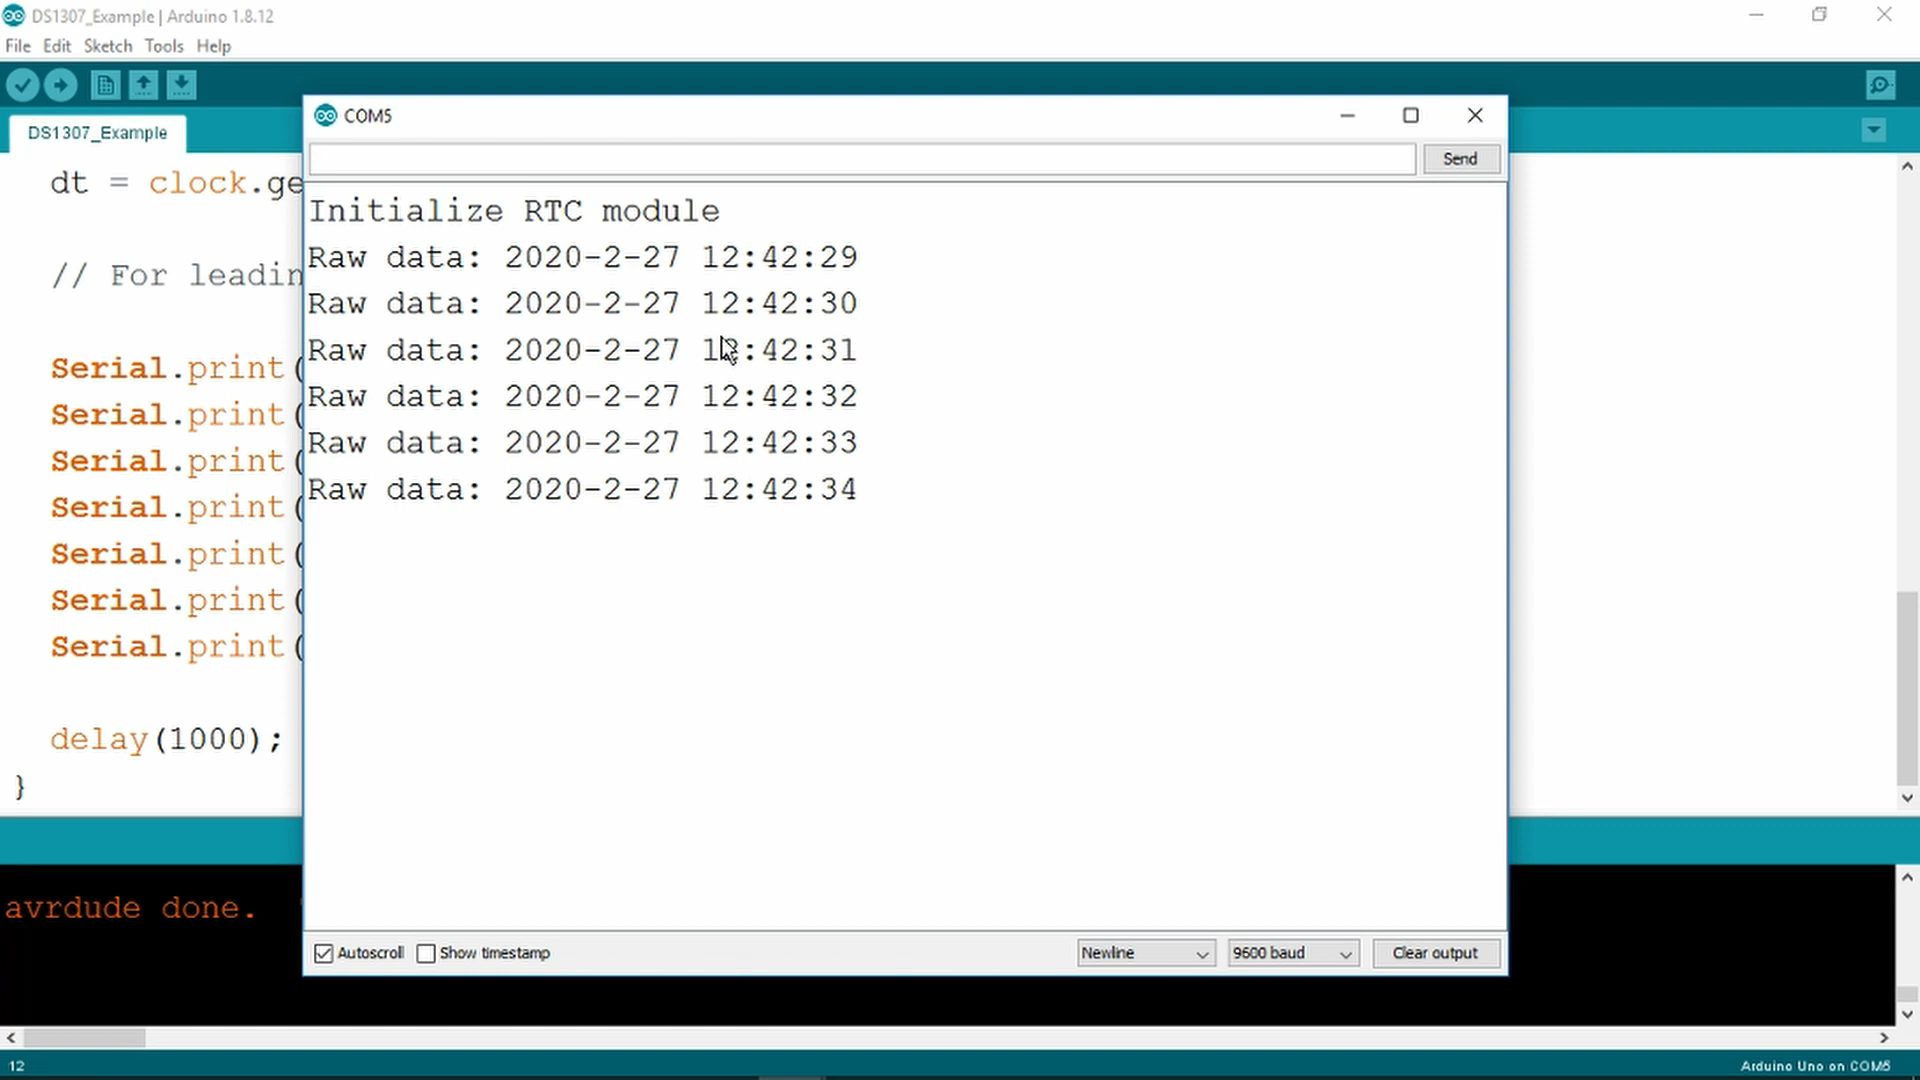 DS1307_Example | Arduino 1.8.12
File Edit Sketch Tools Help
DS1307_Example
COM5
Send
dt = clock.ge
// For leadin
Serial.print(
Serial.print(
Serial.print(
Serial.print(
Serial.print(
Serial.print(
Serial.print(
delay(1000);
}
Initialize RTC module
Raw data: 2020-2-27 12:42:29
Raw data: 2020-2-27 12:42:30
Raw data: 2020-2-27 12:42:31
Raw data: 2020-2-27 12:42:32
Raw data: 2020-2-27 12:42:33
Raw data: 2020-2-27 12:42:34
avrdude done.
Autoscroll Show timestamp Newline 9600 baud Clear output
12 Arduino Uno on COM5